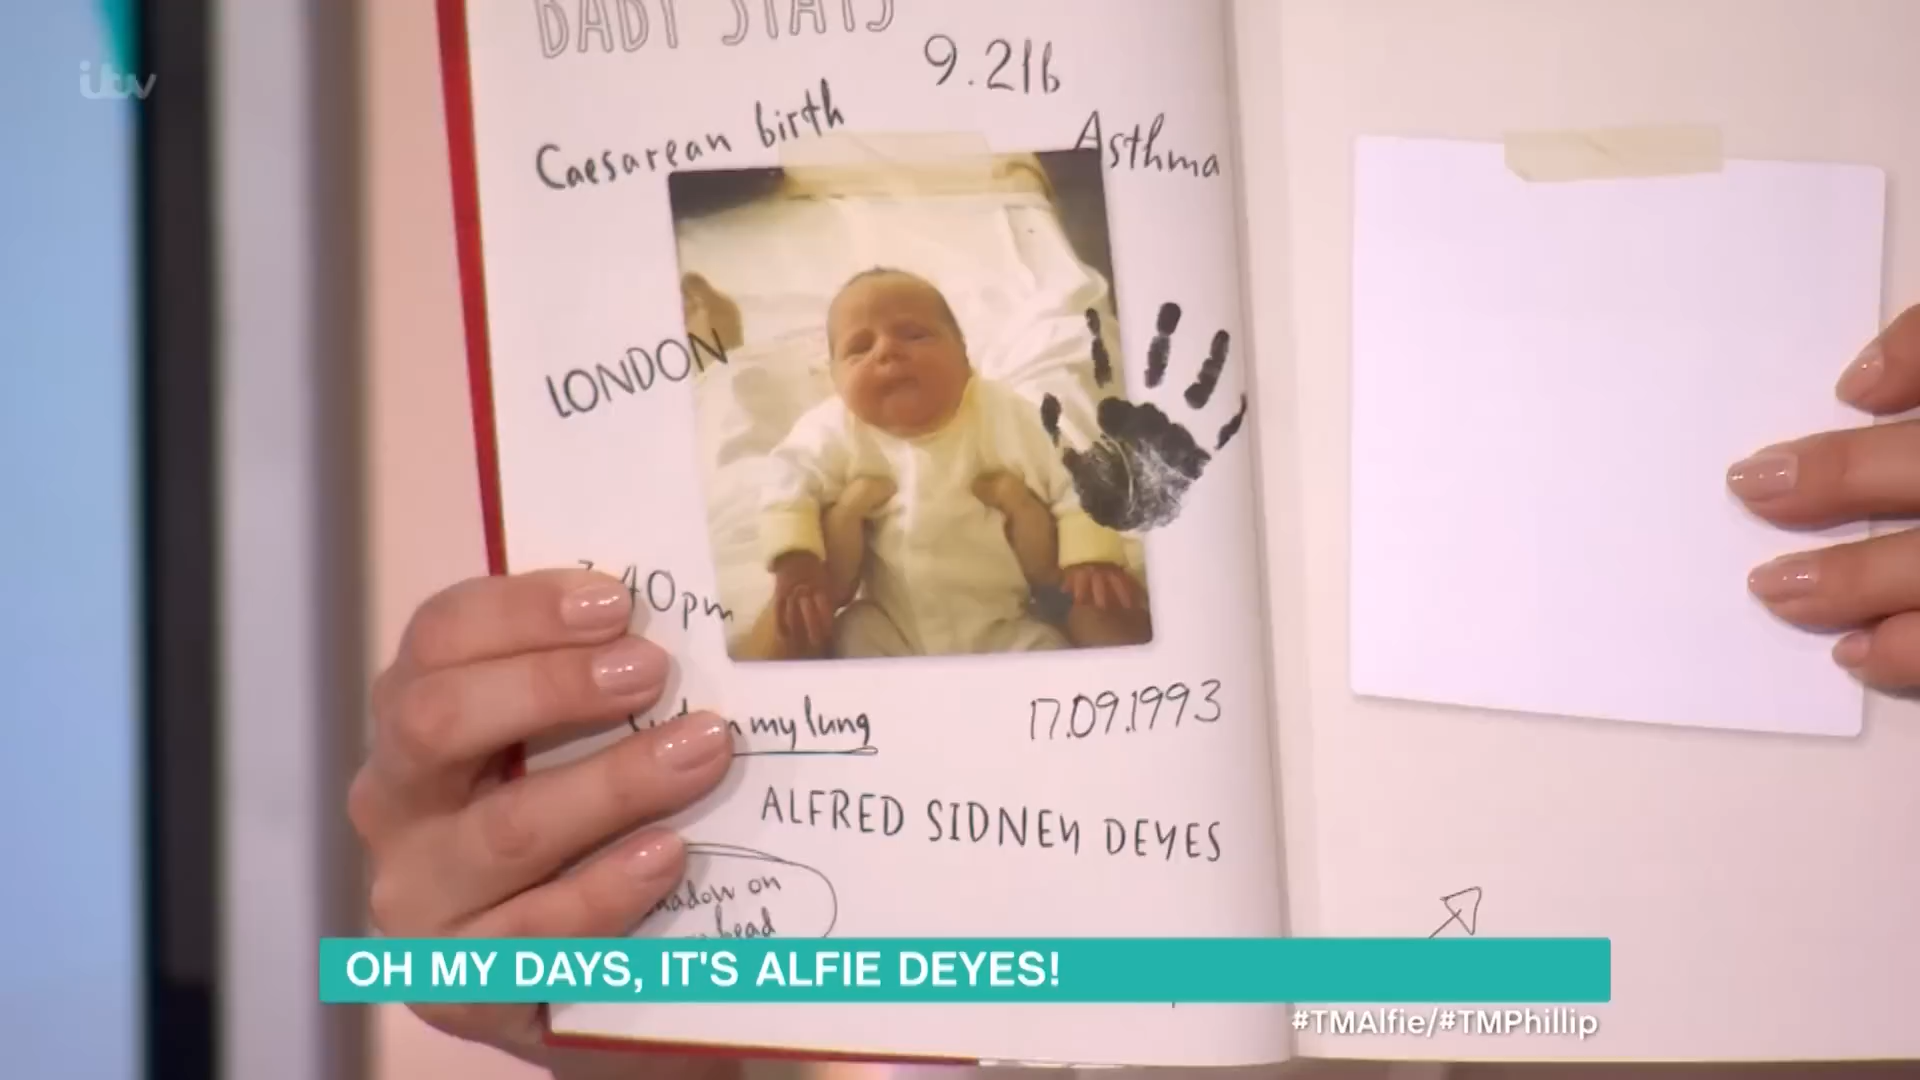 BABY STATS
itv
9.2lb
Caesarean birth
Asthma
LONDON
40pm
my lung
17.09.1993
ALFRED SIDNEY DEYES
on
head
OH MY DAYS, IT'S ALFIE DEYES!
#TMAlfie/#TMPhillip